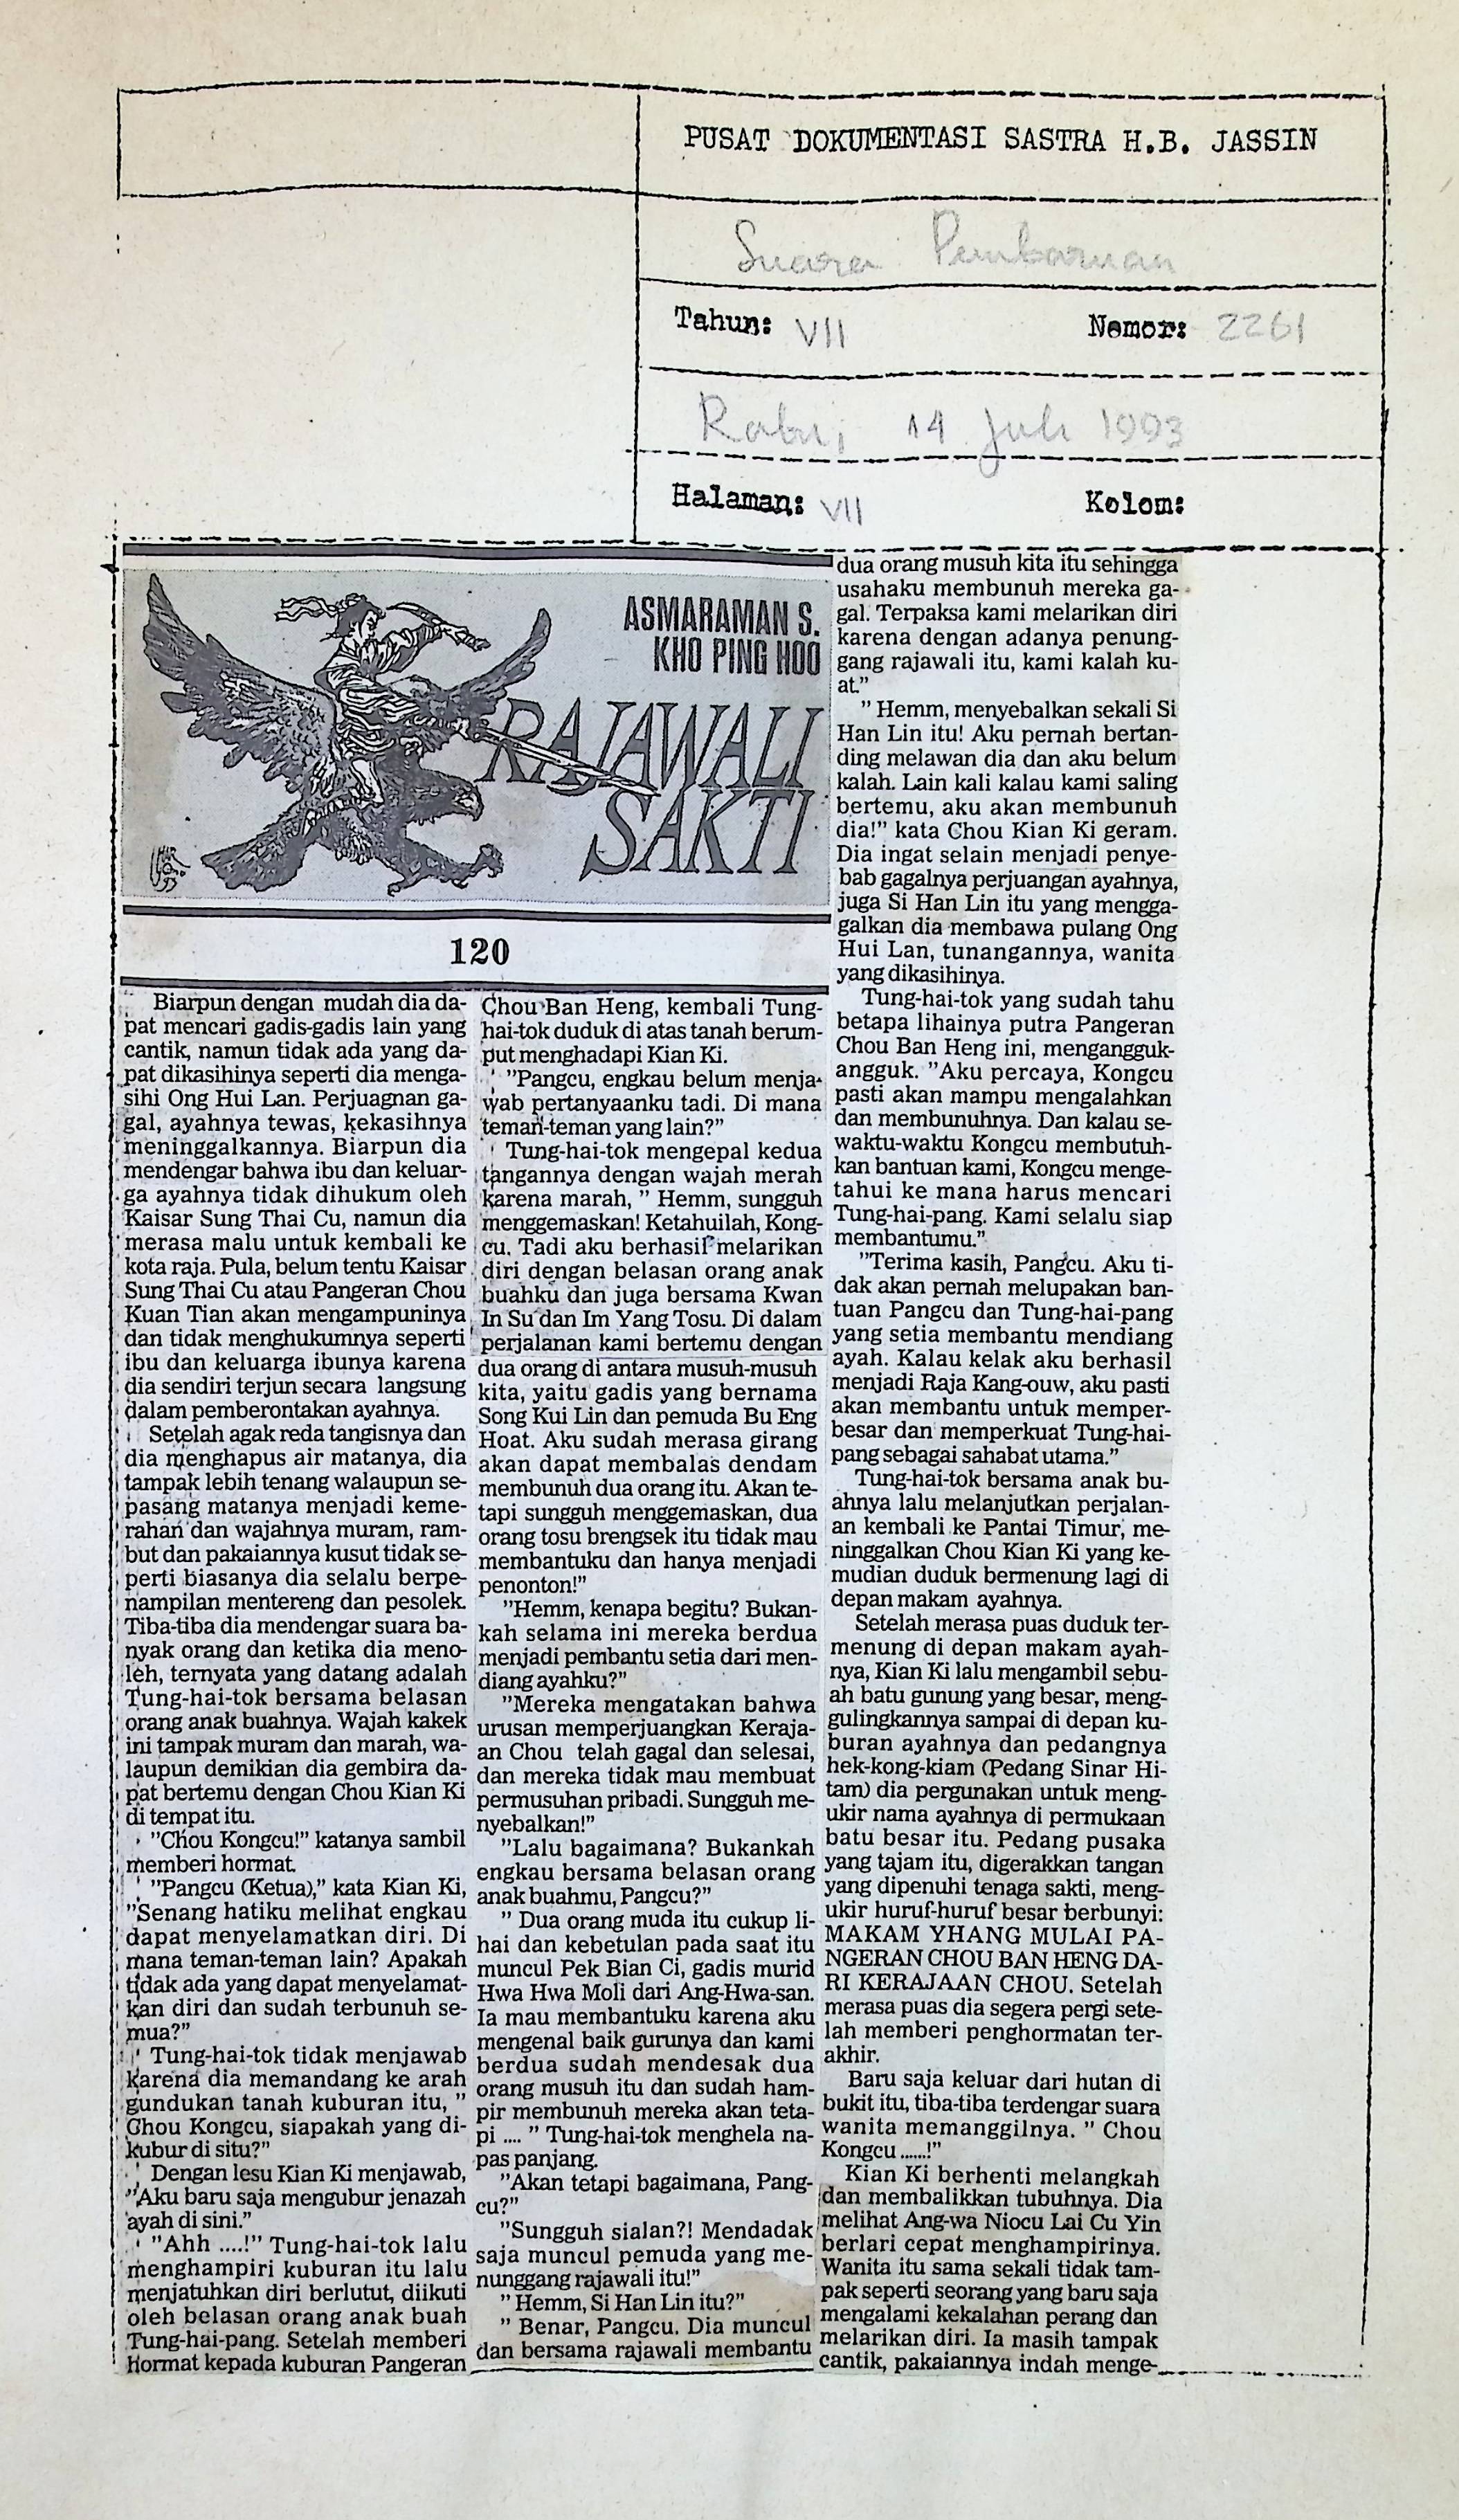 PUSAT DOKUMENTASI SASTRA H.B. JASSIN
Suara Pembaruan
Tahun: VII Nomor: 2261
Rabu, 14 Juli 1993
Halaman: VII Kolom:
ASMARAMAN S.
KHO PING HOO
RAJAWALI
SAKTI
120
Biarpun dengan mudah dia da-
pat mencari gadis-gadis lain yang
cantik, namun tidak ada yang da-
pat dikasihinya seperti dia menga-
sihi Ong Hui Lan. Perjuagnan ga-
gal, ayahnya tewas, kekasihnya
meninggalkannya. Biarpun dia
mendengar bahwa ibu dan keluar-
ga ayahnya tidak dihukum oleh
Kaisar Sung Thai Cu, namun dia
merasa malu untuk kembali ke
kota raja. Pula, belum tentu Kaisar
Sung Thai Cu atau Pangeran Chou
Kuan Tian akan mengampuninya
dan tidak menghukumnya seperti
ibu dan keluarga ibunya karena
dia sendiri terjun secara langsung
dalam pemberontakan ayahnya.
Setelah agak reda tangisnya dan
dia menghapus air matanya, dia
tampak lebih tenang walaupun se-
pasang matanya menjadi keme-
rahan dan wajahnya muram, ram-
but dan pakaiannya kusut tidak se-
perti biasanya dia selalu berpe-
nampilan mentereng dan pesolek.
Tiba-tiba dia mendengar suara ba-
nyak orang dan ketika dia meno-
leh, ternyata yang datang adalah
Tung-hai-tok bersama belasan
orang anak buahnya. Wajah kakek
ini tampak muram dan marah, wa-
laupun demikian dia gembira da-
pat bertemu dengan Chou Kian Ki
di tempat itu.
"Chou Kongcu!" katanya sambil
memberi hormat.
"Pangcu (Ketua)," kata Kian Ki,
"Senang hatiku melihat engkau
dapat menyelamatkan diri. Di
mana teman-teman lain? Apakah
tidak ada yang dapat menyelamat-
kan diri dan sudah terbunuh se-
mua?"
Tung-hai-tok tidak menjawab
karena dia memandang ke arah
gundukan tanah kuburan itu, "
Chou Kongcu, siapakah yang di-
kubur di situ?"
Dengan lesu Kian Ki menjawab,
"Aku baru saja mengubur jenazah
ayah di sini."
"Ahh ....!" Tung-hai-tok lalu
menghampiri kuburan itu lalu
menjatuhkan diri berlutut, diikuti
oleh belasan orang anak buah
Tung-hai-pang. Setelah memberi
Hormat kepada kuburan Pangeran
Chou Ban Heng, kembali Tung-
hai-tok duduk di atas tanah berum-
put menghadapi Kian Ki.
"Pangcu, engkau belum menja-
wab pertanyaanku tadi. Di mana
teman-teman yang lain?"
Tung-hai-tok mengepal kedua
tangannya dengan wajah merah
karena marah, " Hemm, sungguh
menggemaskan! Ketahuilah, Kong-
cu. Tadi aku berhasil melarikan
diri dengan belasan orang anak
buahku dan juga bersama Kwan
In Su dan Im Yang Tosu. Di dalam
perjalanan kami bertemu dengan
dua orang di antara musuh-musuh
kita, yaitu gadis yang bernama
Song Kui Lin dan pemuda Bu Eng
Hoat. Aku sudah merasa girang
akan dapat membalas dendam
membunuh dua orang itu. Akan te-
tapi sungguh menggemaskan, dua
orang tosu brengsek itu tidak mau
membantuku dan hanya menjadi
penonton!"
"Hemm, kenapa begitu? Bukan-
kah selama ini mereka berdua
menjadi pembantu setia dari men-
diang ayahku?"
"Mereka mengatakan bahwa
urusan memperjuangkan Keraja-
an Chou telah gagal dan selesai,
dan mereka tidak mau membuat
permusuhan pribadi. Sungguh me-
nyebalkan!"
"Lalu bagaimana? Bukankah
engkau bersama belasan orang
anak buahmu, Pangcu?"
" Dua orang muda itu cukup li-
hai dan kebetulan pada saat itu
muncul Pek Bian Ci, gadis murid
Hwa Hwa Moli dari Ang-Hwa-san.
Ia mau membantuku karena aku
mengenal baik gurunya dan kami
berdua sudah mendesak dua
orang musuh itu dan sudah ham-
pir membunuh mereka akan teta-
pi .... " Tung-hai-tok menghela na-
pas panjang.
"Akan tetapi bagaimana, Pang-
cu?"
"Sungguh sialan?! Mendadak
saja muncul pemuda yang me-
nunggang rajawali itu!"
" Hemm, Si Han Lin itu?"
" Benar, Pangcu. Dia muncul
dan bersama rajawali membantu
dua orang musuh kita itu sehingga
usahaku membunuh mereka ga-
gal. Terpaksa kami melarikan diri
karena dengan adanya penung-
gang rajawali itu, kami kalah ku-
at."
" Hemm, menyebalkan sekali Si
Han Lin itu! Aku pernah bertan-
ding melawan dia dan aku belum
kalah. Lain kali kalau kami saling
bertemu, aku akan membunuh
dia!" kata Chou Kian Ki geram.
Dia ingat selain menjadi penye-
bab gagalnya perjuangan ayahnya,
juga Si Han Lin itu yang mengga-
galkan dia membawa pulang Ong
Hui Lan, tunangannya, wanita
yang dikasihinya.
Tung-hai-tok yang sudah tahu
betapa lihainya putra Pangeran
Chou Ban Heng ini, mengangguk-
angguk. "Aku percaya, Kongcu
pasti akan mampu mengalahkan
dan membunuhnya. Dan kalau se-
waktu-waktu Kongcu membutuh-
kan bantuan kami, Kongcu menge-
tahui ke mana harus mencari
Tung-hai-pang. Kami selalu siap
membantumu."
"Terima kasih, Pangcu. Aku ti-
dak akan pernah melupakan ban-
tuan Pangcu dan Tung-hai-pang
yang setia membantu mendiang
ayah. Kalau kelak aku berhasil
menjadi Raja Kang-ouw, aku pasti
akan membantu untuk memper-
besar dan memperkuat Tung-hai-
pang sebagai sahabat utama."
Tung-hai-tok bersama anak bu-
ahnya lalu melanjutkan perjalan-
an kembali ke Pantai Timur, me-
ninggalkan Chou Kian Ki yang ke-
mudian duduk bermenung lagi di
depan makam ayahnya.
Setelah merasa puas duduk ter-
menung di depan makam ayah-
nya, Kian Ki lalu mengambil sebu-
ah batu gunung yang besar, meng-
gulingkannya sampai di depan ku-
buran ayahnya dan pedangnya
hek-kong-kiam (Pedang Sinar Hi-
tam) dia pergunakan untuk meng-
ukir nama ayahnya di permukaan
batu besar itu. Pedang pusaka
yang tajam itu, digerakkan tangan
yang dipenuhi tenaga sakti, meng-
ukir huruf-huruf besar berbunyi:
MAKAM YHANG MULAI PA-
NGERAN CHOU BAN HENG DA-
RI KERAJAAN CHOU. Setelah
merasa puas dia segera pergi sete-
lah memberi penghormatan ter-
akhir.
Baru saja keluar dari hutan di
bukit itu, tiba-tiba terdengar suara
wanita memanggilnya. " Chou
Kongcu ......!"
Kian Ki berhenti melangkah
dan membalikkan tubuhnya. Dia
melihat Ang-wa Niocu Lai Cu Yin
berlari cepat menghampirinya.
Wanita itu sama sekali tidak tam-
pak seperti seorang yang baru saja
mengalami kekalahan perang dan
melarikan diri. Ia masih tampak
cantik, pakaiannya indah menge-